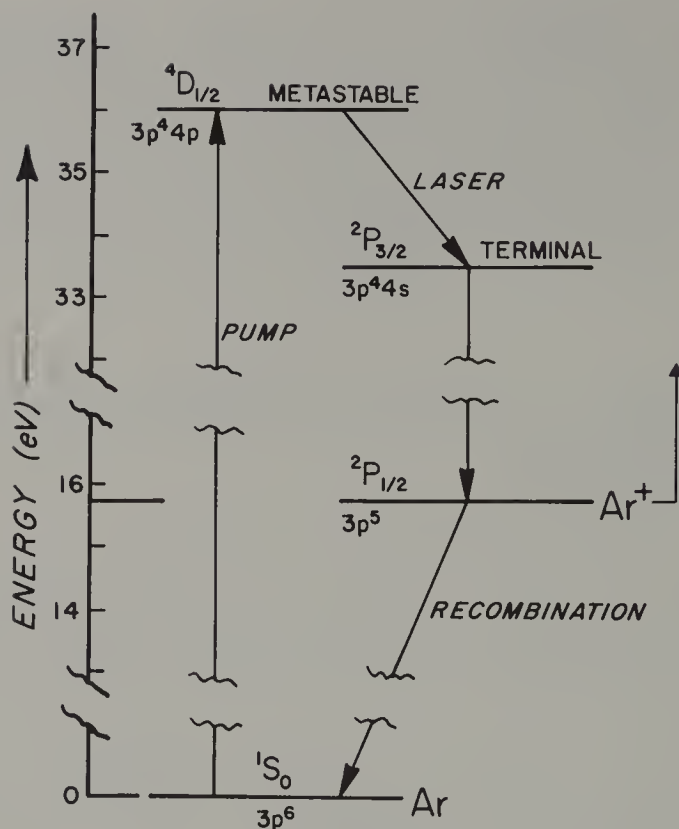 37
⁴D₁/₂ METASTABLE
3p⁴4p
35
LASER
²P₃/₂ TERMINAL
33
3p⁴4s
PUMP
ENERGY (eV)
16
²P₁/₂
3p⁵
Ar⁺
14
RECOMBINATION
¹S₀
0
3p⁶
Ar